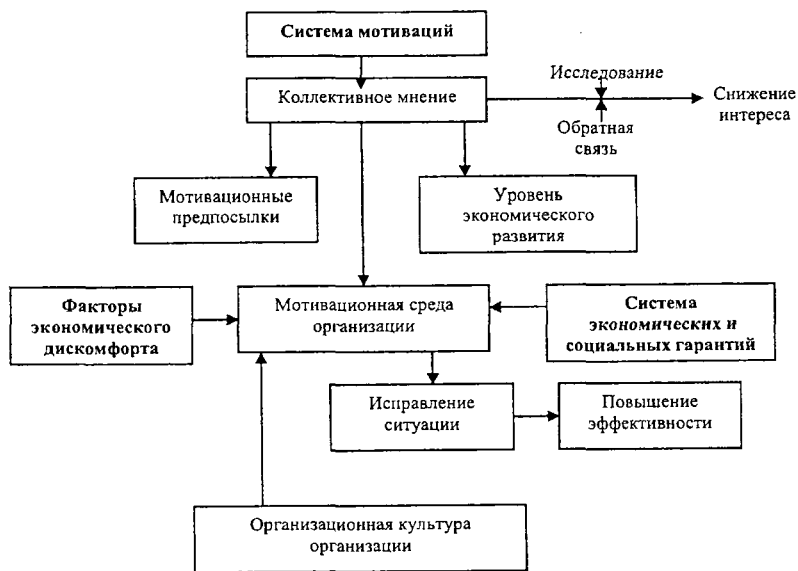 Система мотиваций
Коллективное мнение
Исследование
Обратная
связь
Снижение
интереса
Мотивационные
предпосылки
Уровень
экономического
развития
Факторы
экономического
дискомфорта
Мотивационная среда
организации
Система
экономических и
социальных гарантий
Исправление
ситуации
Повышение
эффективности
Организационная культура
организации